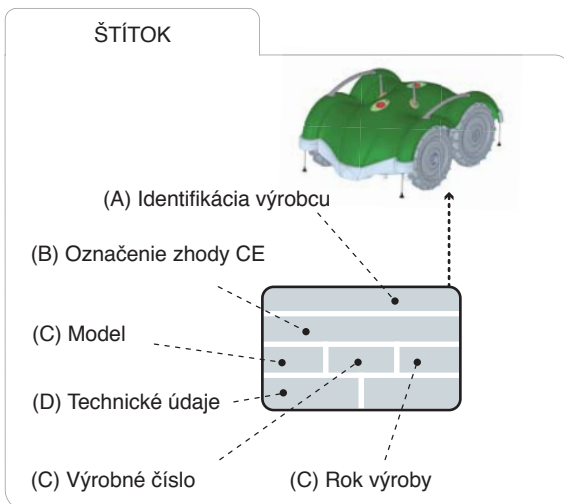 ŠTÍTOK
(A) Identifikácia výrobcu
(B) Označenie zhody CE
(C) Model
(D) Technické údaje
(C) Výrobné číslo
(C) Rok výroby